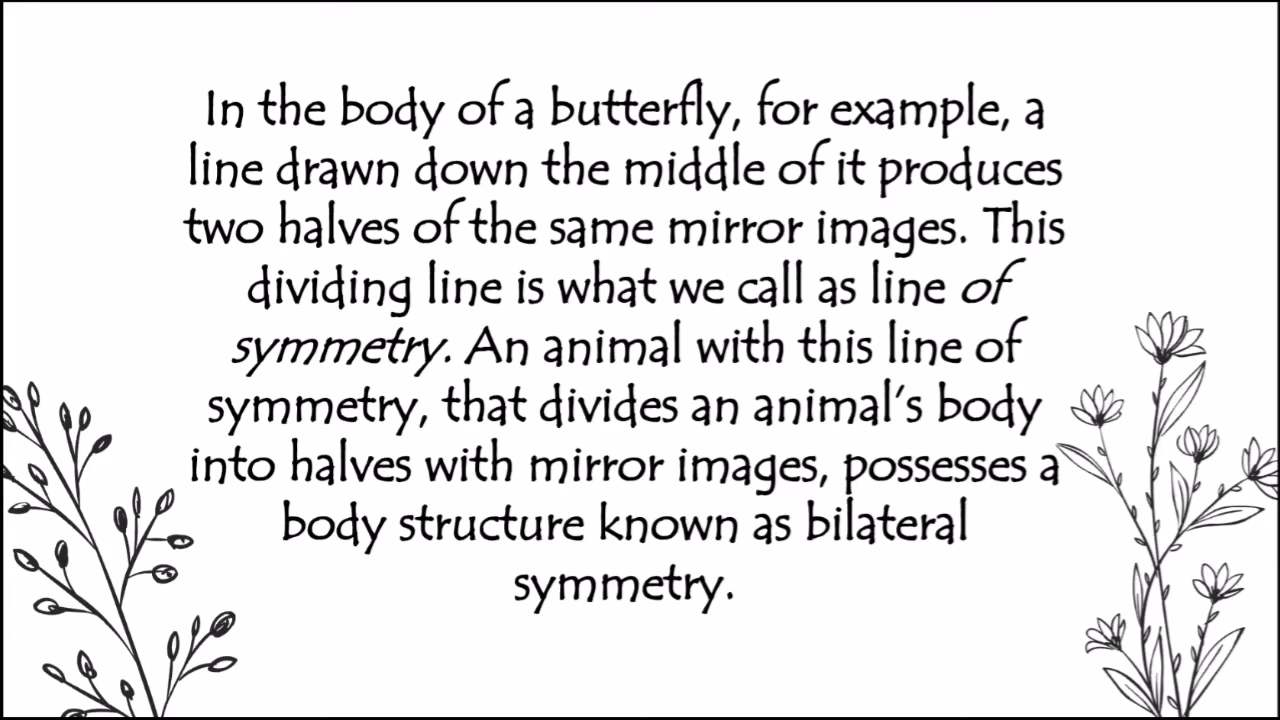 In the body of a butterfly, for example, a
line drawn down the middle of it produces
two halves of the same mirror images. This
dividing line is what we call as line of
symmetry. An animal with this line of
symmetry, that divides an animal's body
into halves with mirror images, possesses a
body structure known as bilateral
symmetry.